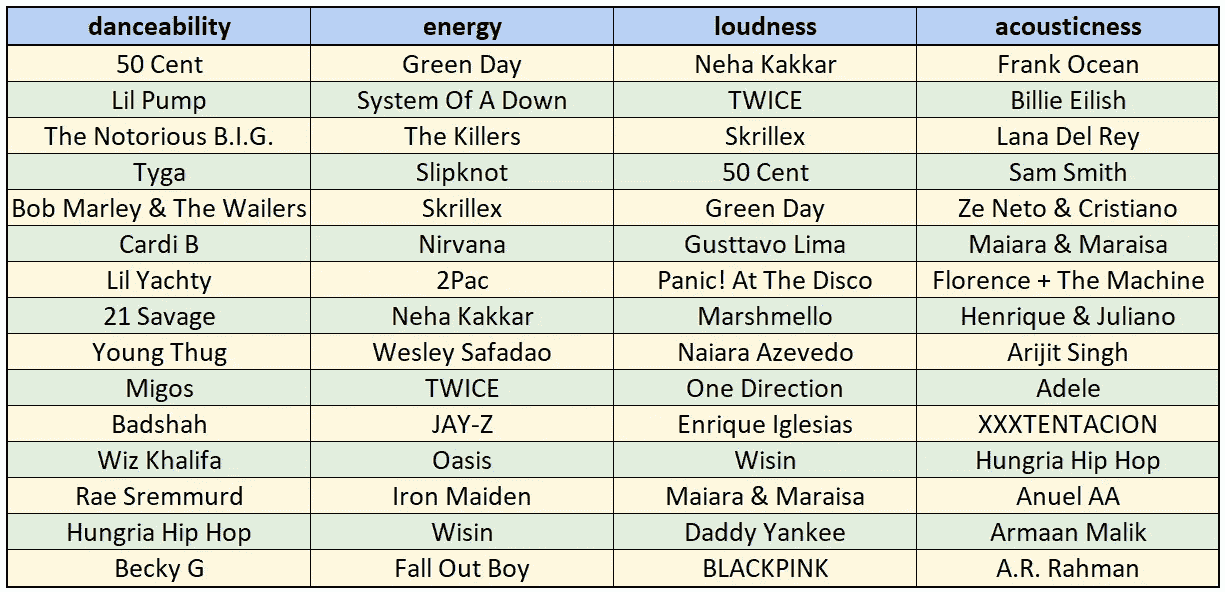 danceability energy loudness acousticness
50 Cent Green Day Neha Kakkar Frank Ocean
Lil Pump System Of A Down TWICE Billie Eilish
The Notorious B.I.G. The Killers Skrillex Lana Del Rey
Tyga Slipknot 50 Cent Sam Smith
Bob Marley & The Wailers Skrillex Green Day Ze Neto & Cristiano
Cardi B Nirvana Gusttavo Lima Maiara & Maraisa
Lil Yachty 2Pac Panic! At The Disco Florence + The Machine
21 Savage Neha Kakkar Marshmello Henrique & Juliano
Young Thug Wesley Safadao Naiara Azevedo Arijit Singh
Migos TWICE One Direction Adele
Badshah JAY-Z Enrique Iglesias XXXTENTACION
Wiz Khalifa Oasis Wisin Hungria Hip Hop
Rae Sremmurd Iron Maiden Maiara & Maraisa Anuel AA
Hungria Hip Hop Wisin Daddy Yankee Armaan Malik
Becky G Fall Out Boy BLACKPINK A.R. Rahman